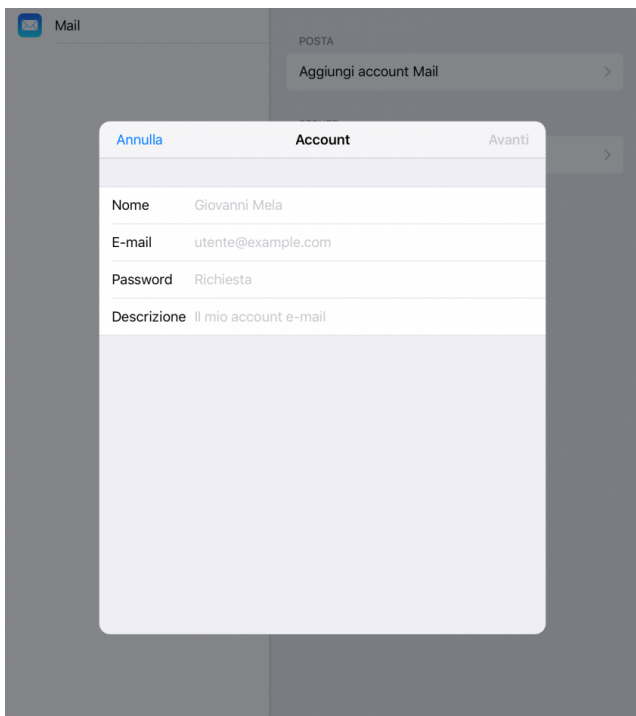 Mail
POSTA
Aggiungi account Mail
Annulla
Account
Avanti
Nome
Giovanni Mela
E-mail
utente@example.com
Password
Richiesta
Descrizione
Il mio account e-mail